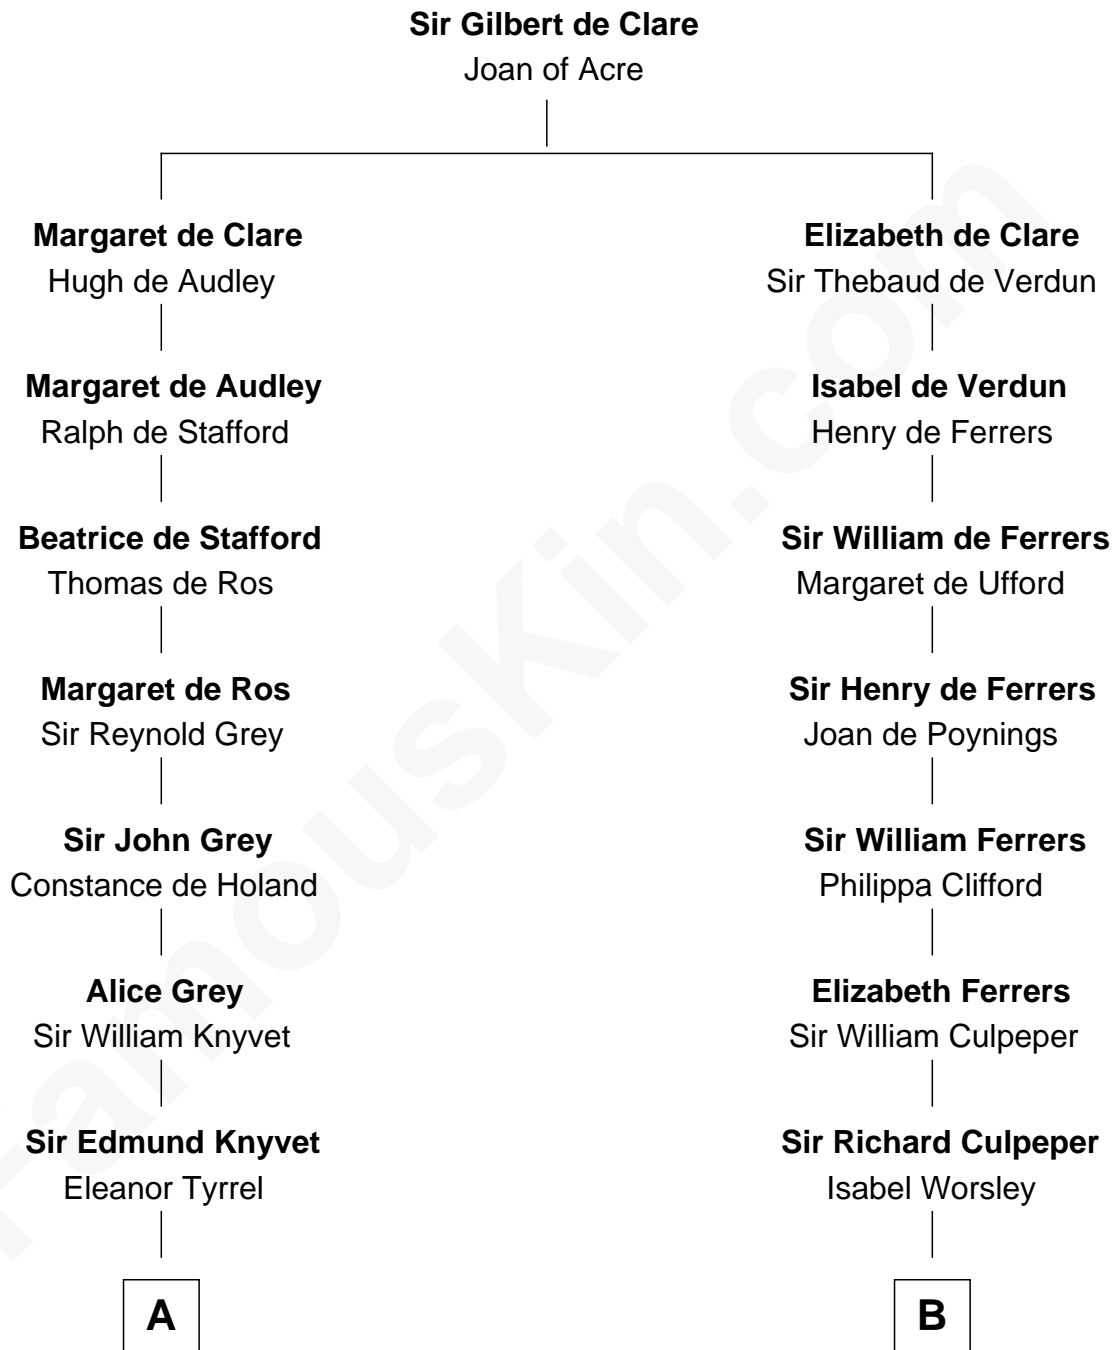 Sir Gilbert de Clare
Joan of Acre
Margaret de Clare
Hugh de Audley
Elizabeth de Clare
Sir Thebaud de Verdun
Margaret de Audley
Ralph de Stafford
Isabel de Verdun
Henry de Ferrers
Beatrice de Stafford
Thomas de Ros
Sir William de Ferrers
Margaret de Ufford
Margaret de Ros
Sir Reynold Grey
Sir Henry de Ferrers
Joan de Poynings
Sir John Grey
Constance de Holand
Sir William Ferrers
Philippa Clifford
Alice Grey
Sir William Knyvet
Elizabeth Ferrers
Sir William Culpeper
Sir Edmund Knyvet
Eleanor Tyrrel
Sir Richard Culpeper
Isabel Worsley
A
B
FamousKin.com